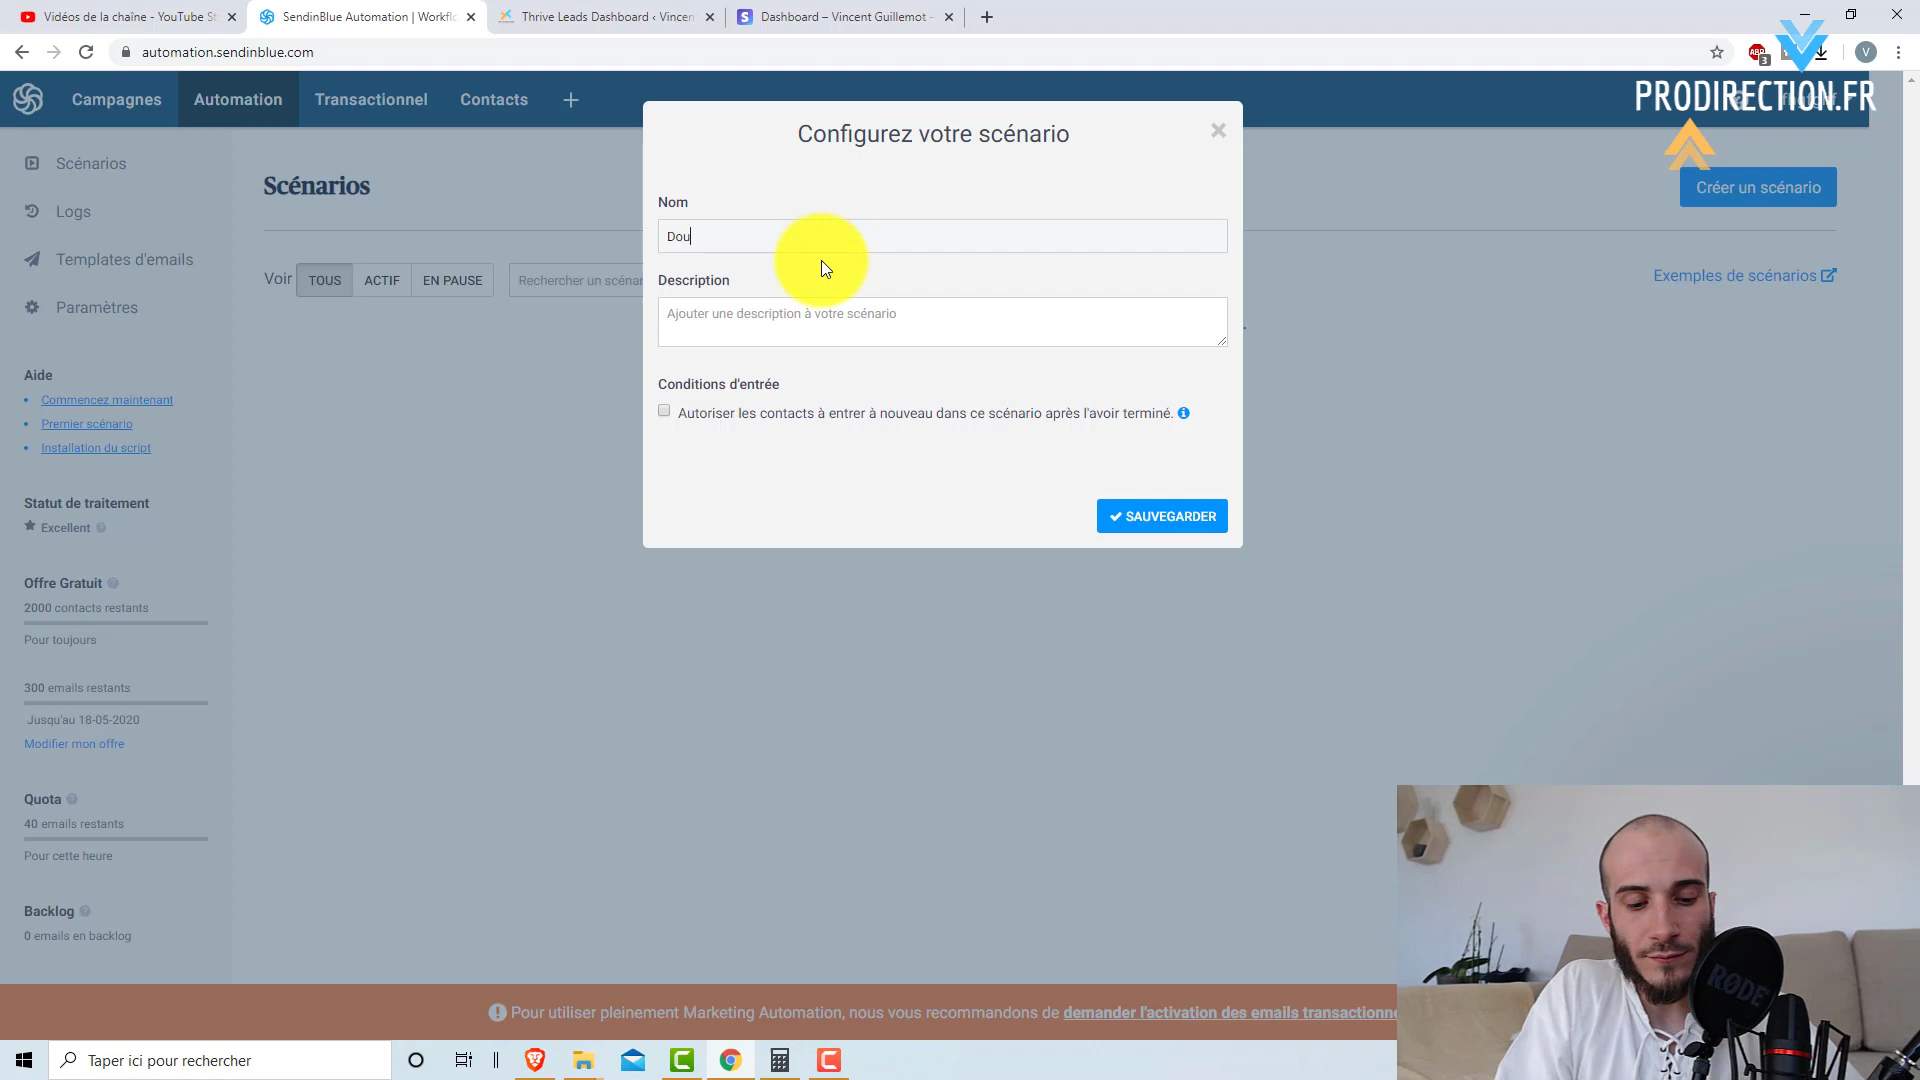 Vidéos de la chaîne - YouTube St
SendinBlue Automation | Workflo
Thrive Leads Dashboard ‹ Vincen
Dashboard – Vincent Guillemot -
automation.sendinblue.com
ABP
3
V
PRODIRECTION.FR
Campagnes
Automation
Transactionnel
Contacts
Scénarios
Logs
Templates d'emails
Paramètres
Aide
Commencez maintenant
Premier scénario
Installation du script
Statut de traitement
Excellent
Offre Gratuit
2000 contacts restants
Pour toujours
300 emails restants
Jusqu'au 18-05-2020
Modifier mon offre
Quota
40 emails restants
Pour cette heure
Backlog
0 emails en backlog
Scénarios
Créer un scénario
Voir
TOUS
ACTIF
EN PAUSE
Rechercher un scénar
Exemples de scénarios
Configurez votre scénario
Nom
Dou
Description
Ajouter une description à votre scénario
Conditions d'entrée
Autoriser les contacts à entrer à nouveau dans ce scénario après l'avoir terminé.
SAUVEGARDER
Pour utiliser pleinement Marketing Automation, nous vous recommandons de demander l'activation des emails transactionne
RØDE
Taper ici pour rechercher